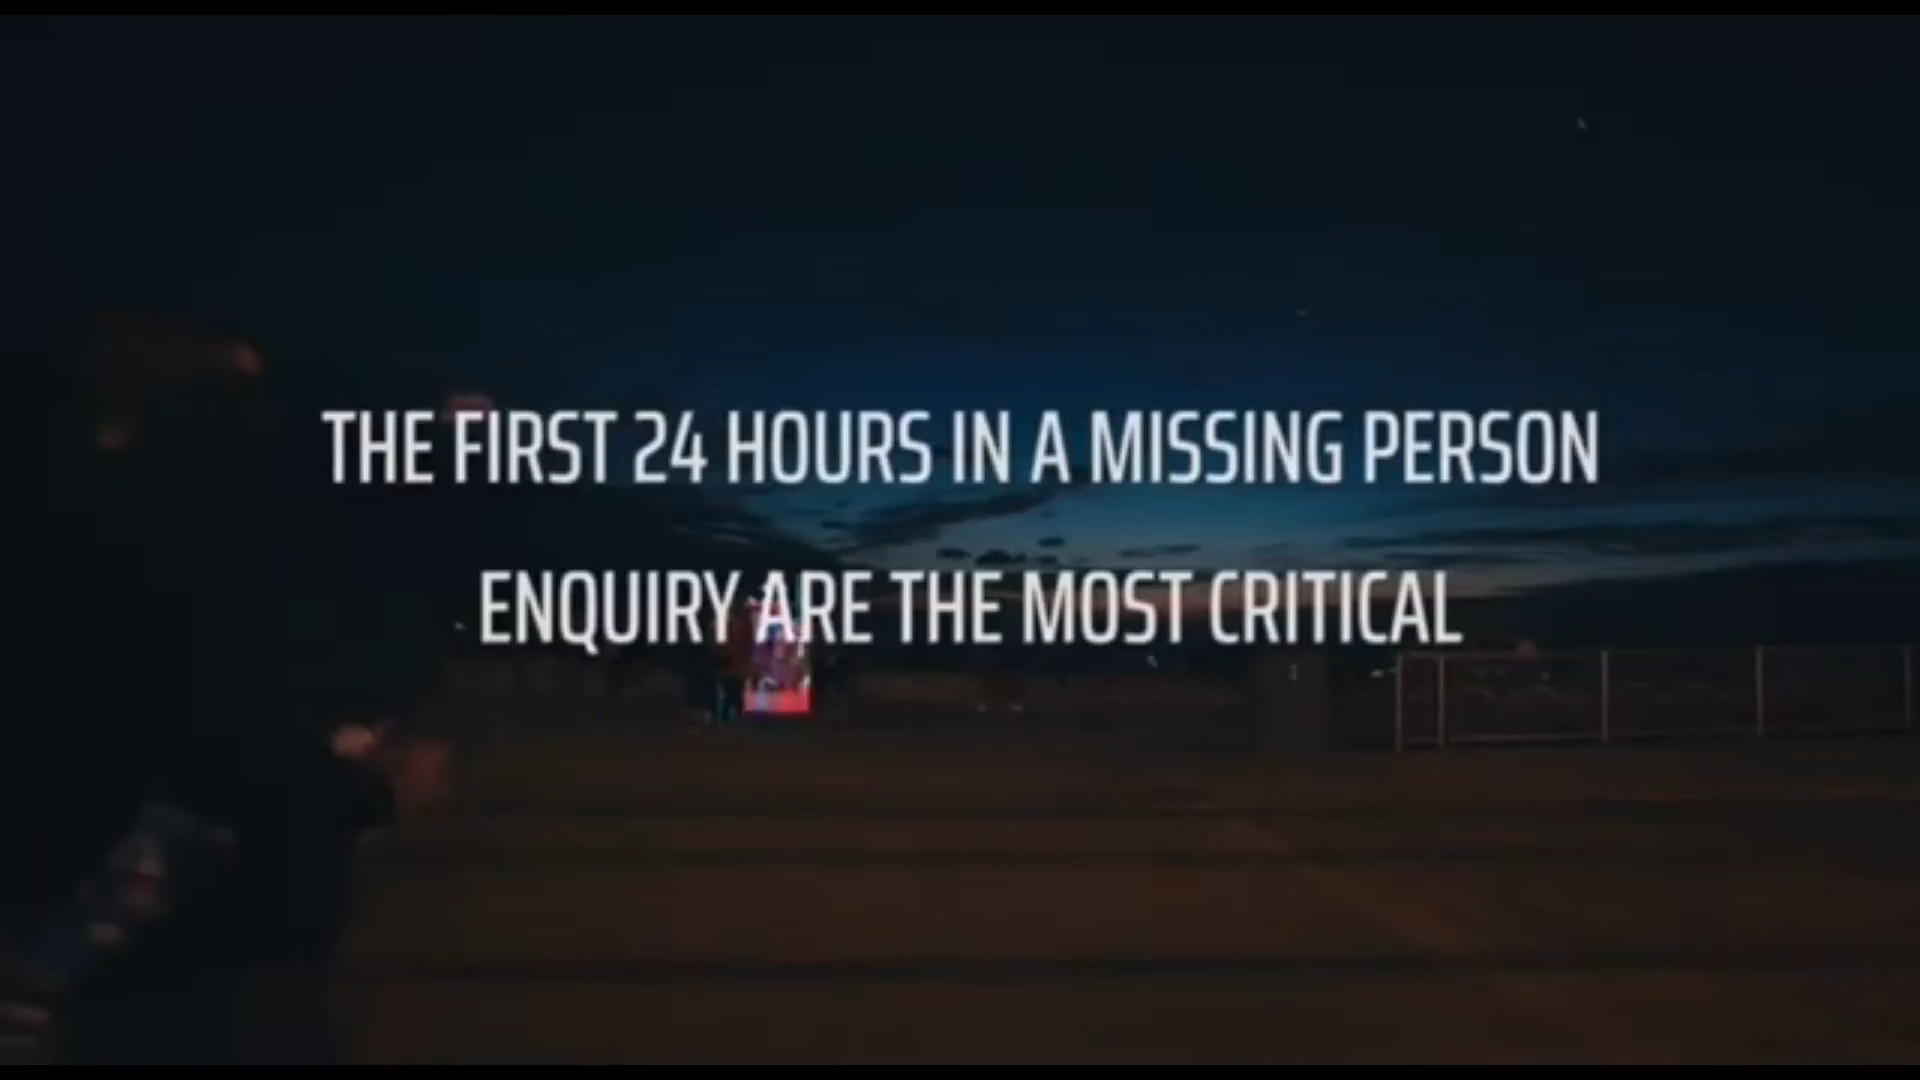 THE FIRST 24 HOURS IN A MISSING PERSON
ENQUIRY ARE THE MOST CRITICAL